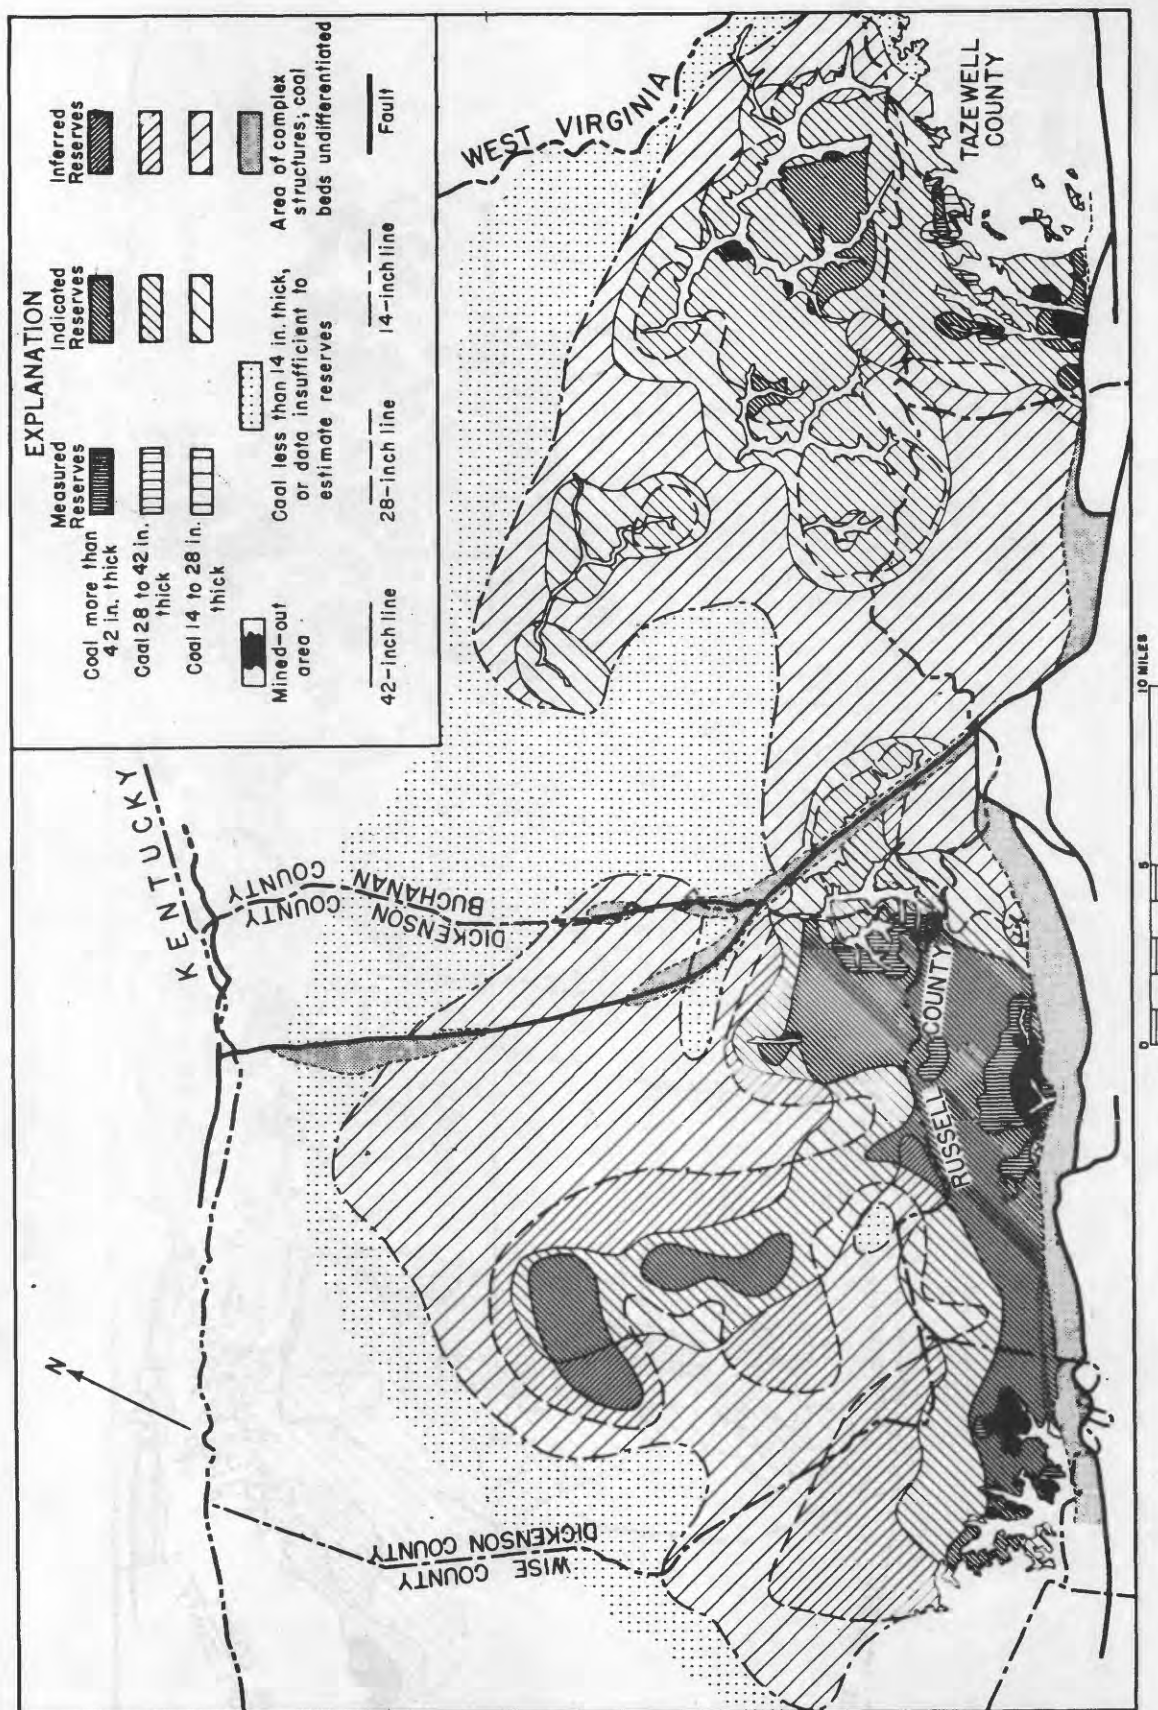 EXPLANATION
Measured Reserves
Indicated Reserves
Inferred Reserves
Coal more than
42 in. thick
Coal 28 to 42 in.
thick
Coal 14 to 28 in.
thick
Mined-out
area
Coal less than 14 in. thick,
or data insufficient to
estimate reserves
Area of complex
structures; coal
beds undifferentiated
42-inch line
28-inch line
14-inch line
Fault
KENTUCKY
WEST VIRGINIA
BUCHANAN COUNTY
DICKENSON COUNTY
DICKENSON COUNTY
WISE COUNTY
RUSSELL COUNTY
TAZEWELL
COUNTY
N
0 5 10 MILES